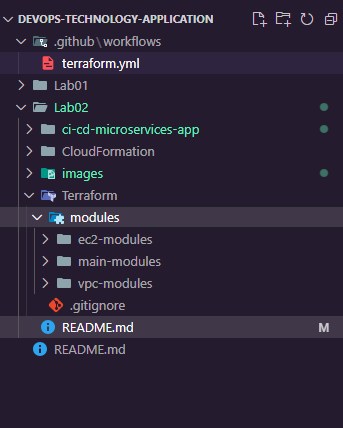 DEVOPS-TECHNOLOGY-APPLICATION
.github\workflows
terraform.yml
Lab01
Lab02
ci-cd-microservices-app
CloudFormation
images
Terraform
modules
ec2-modules
main-modules
vpc-modules
.gitignore
README.md M
README.md